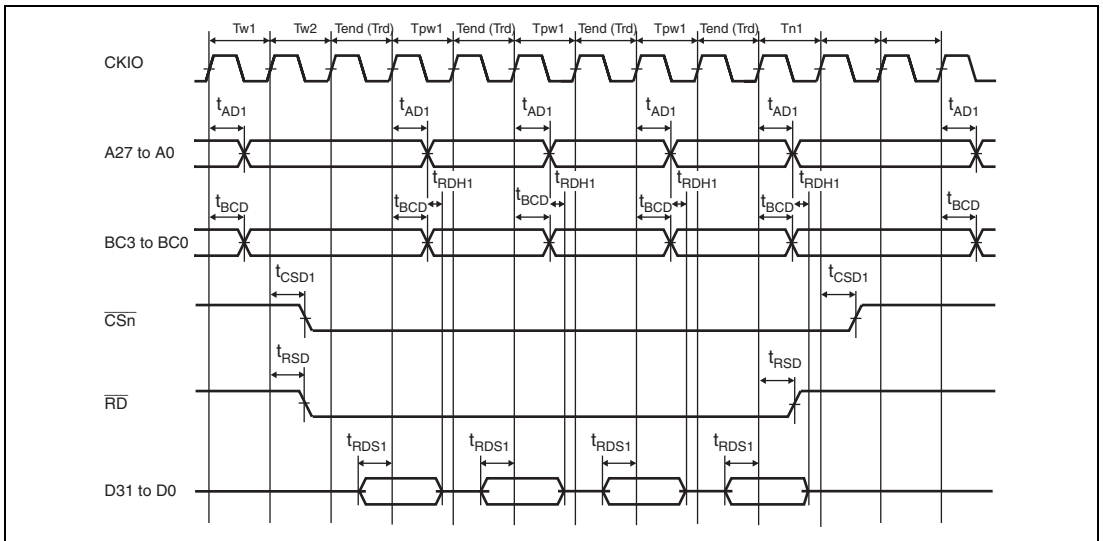 Tw1 Tw2 Tend (Trd) Tpw1 Tend (Trd) Tpw1 Tend (Trd) Tpw1 Tend (Trd) Tn1
CKIO
tAD1 tAD1 tAD1 tAD1 tAD1 tAD1
A27 to A0
tRDH1 tRDH1 tRDH1 tRDH1
tBCD tBCD tBCD tBCD tBCD tBCD
BC3 to BC0
tCSD1 tCSD1
CSn
tRSD tRSD
RD
tRDS1 tRDS1 tRDS1 tRDS1
D31 to D0